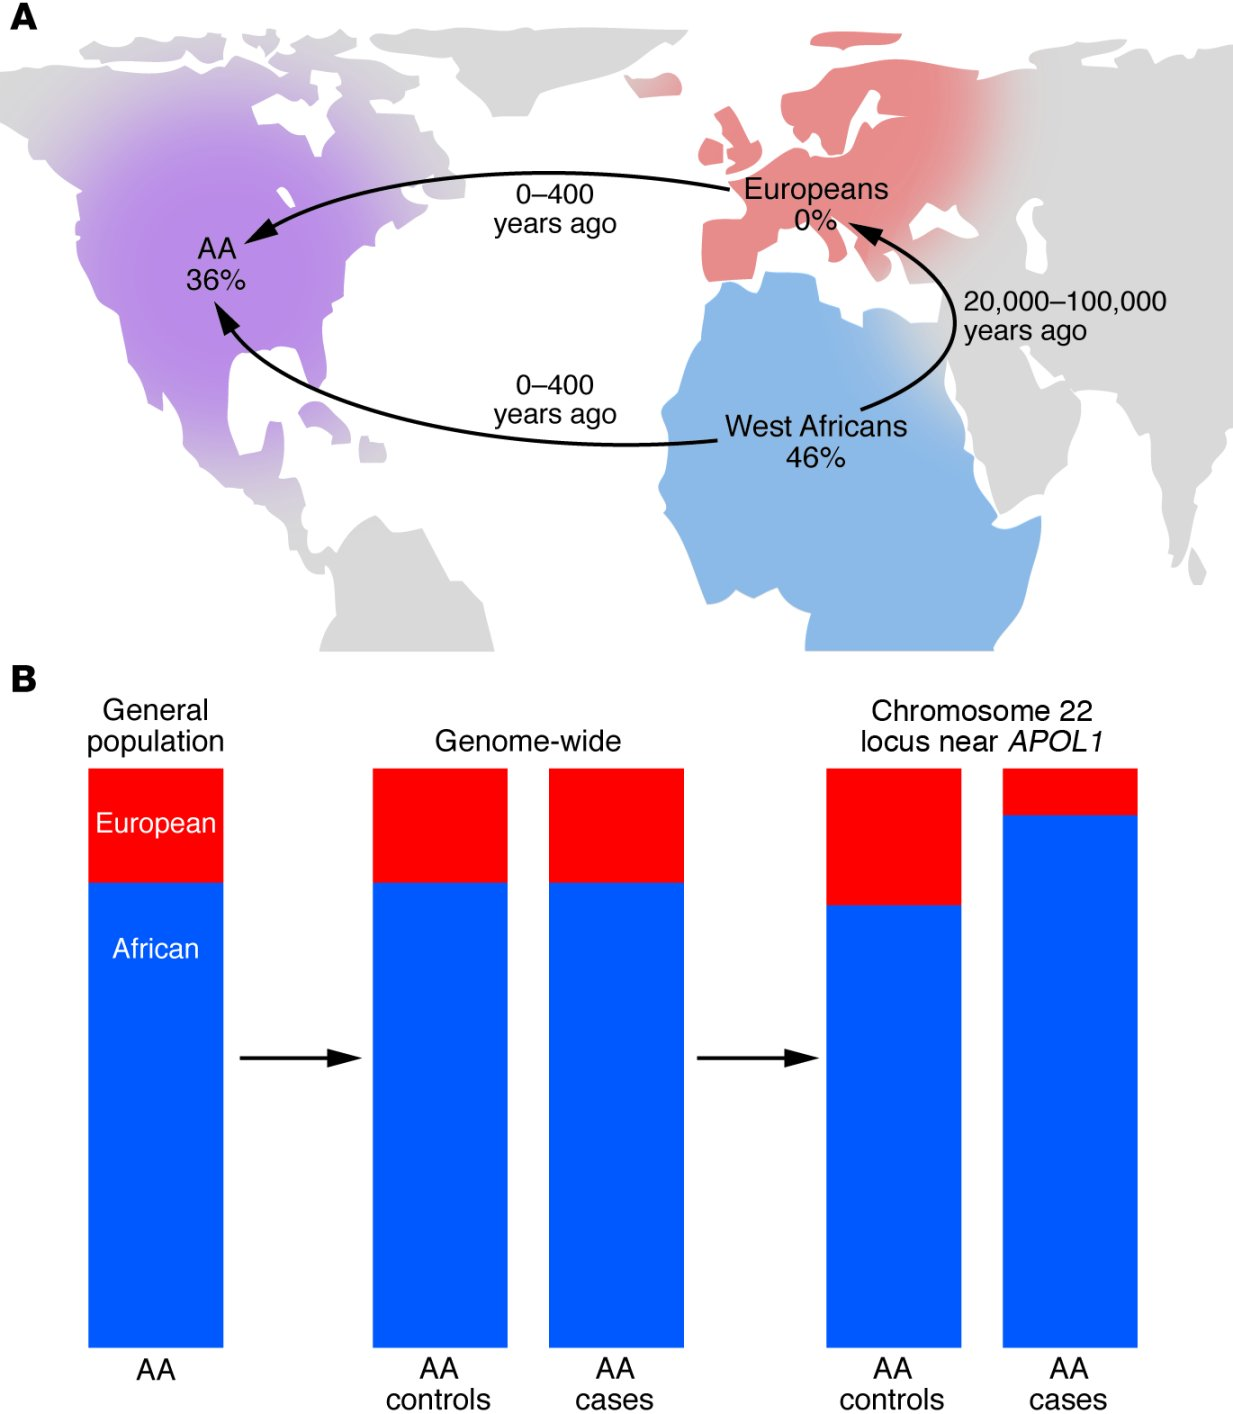 A
Europeans
0%
0–400
years ago
AA
36%
20,000–100,000
years ago
0–400
years ago
West Africans
46%
B
General
population
Genome-wide
Chromosome 22
locus near APOL1
European
African
AA
AA
controls
AA
cases
AA
controls
AA
cases